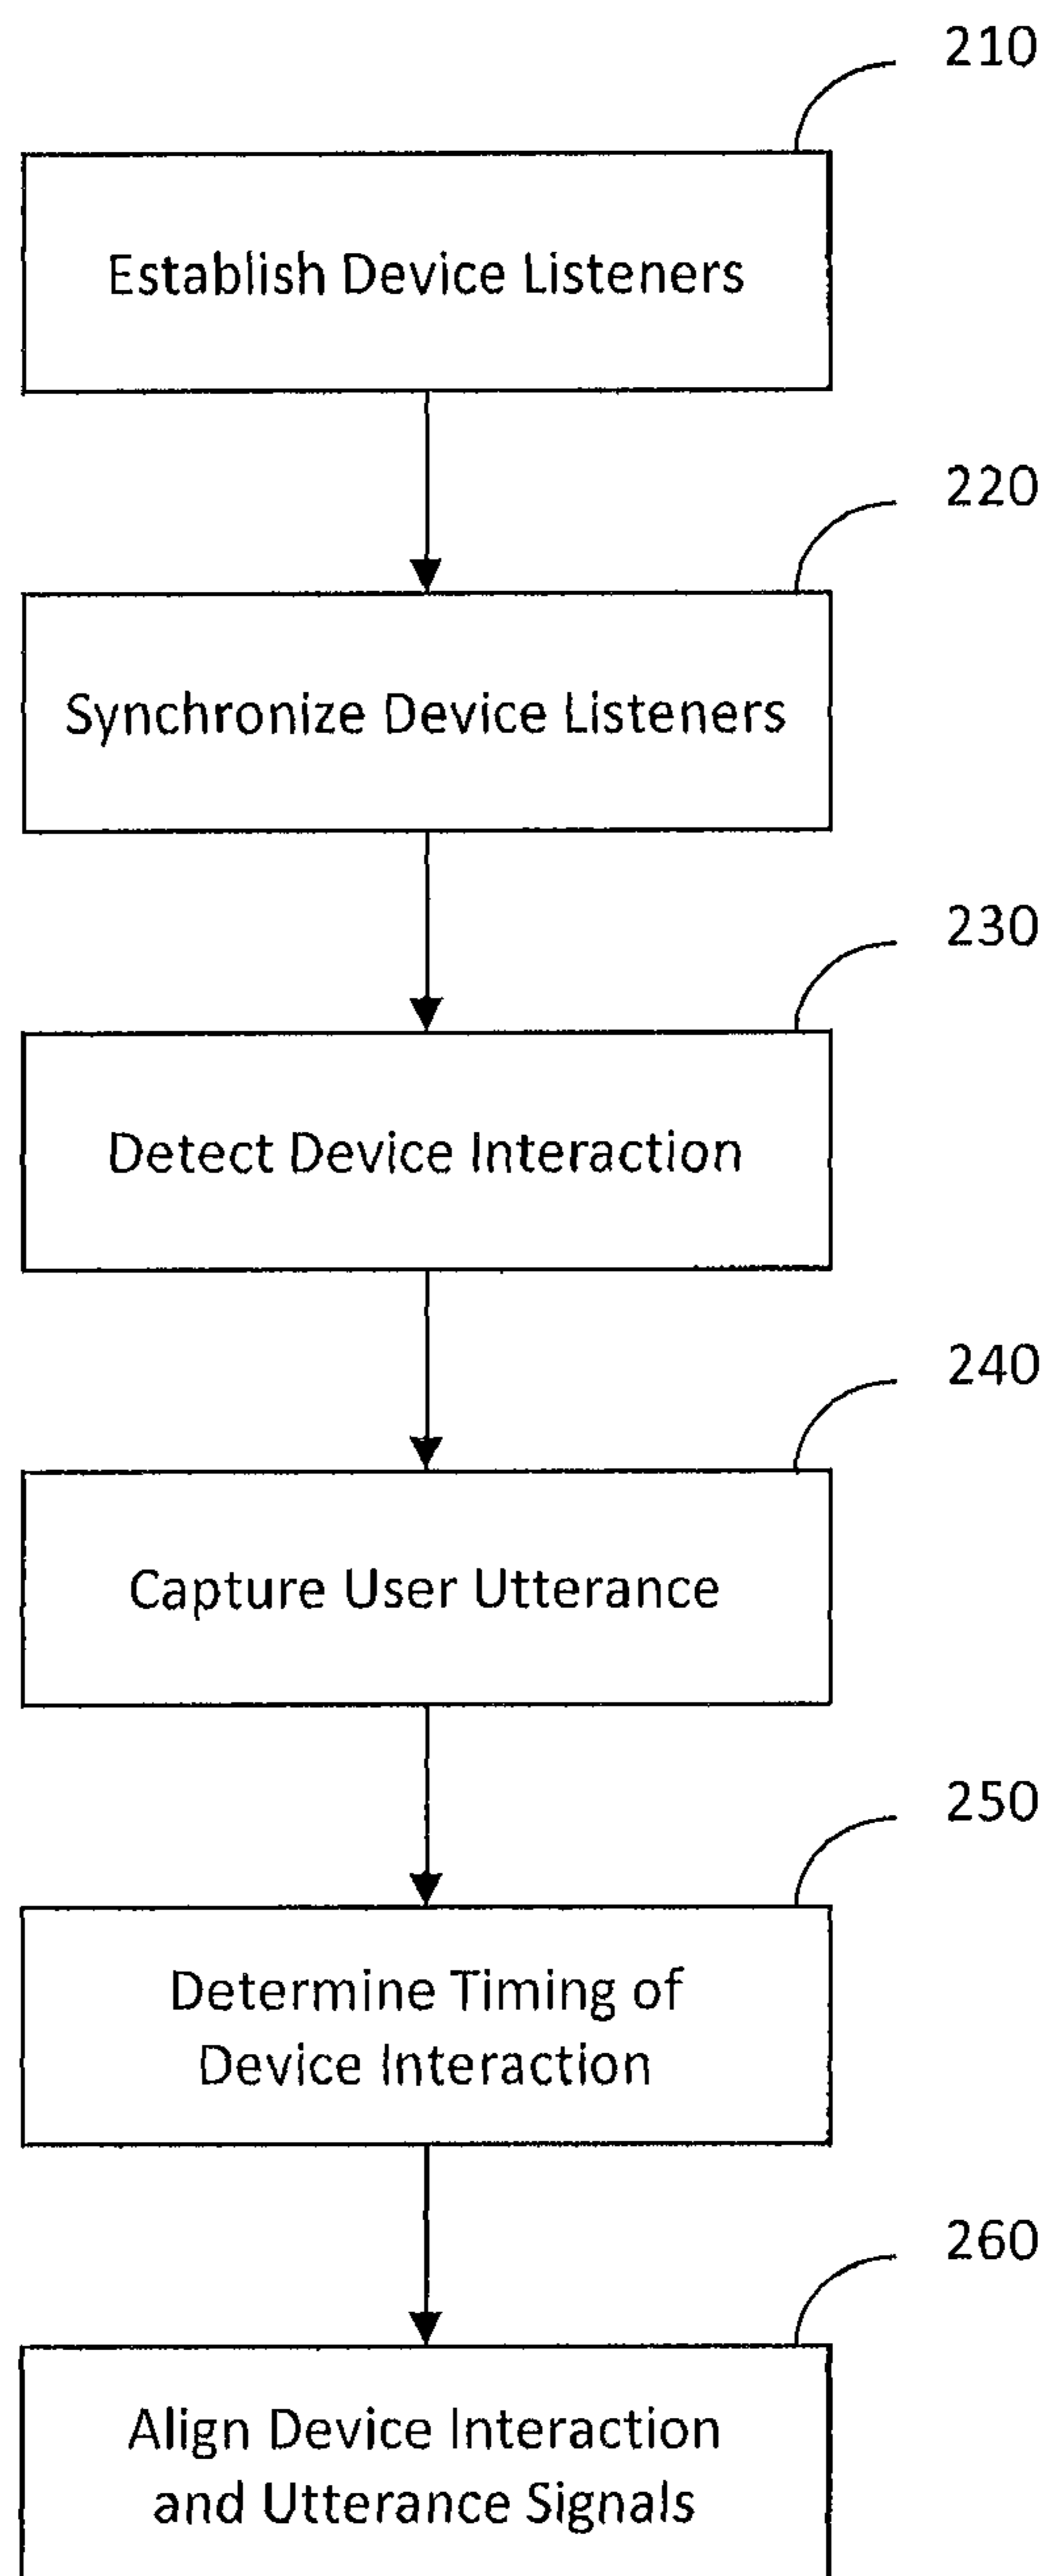 210
Establish Device Listeners
220
Synchronize Device Listeners
230
Detect Device Interaction
240
Capture User Utterance
250
Determine Timing of
Device Interaction
260
Align Device Interaction
and Utterance Signals